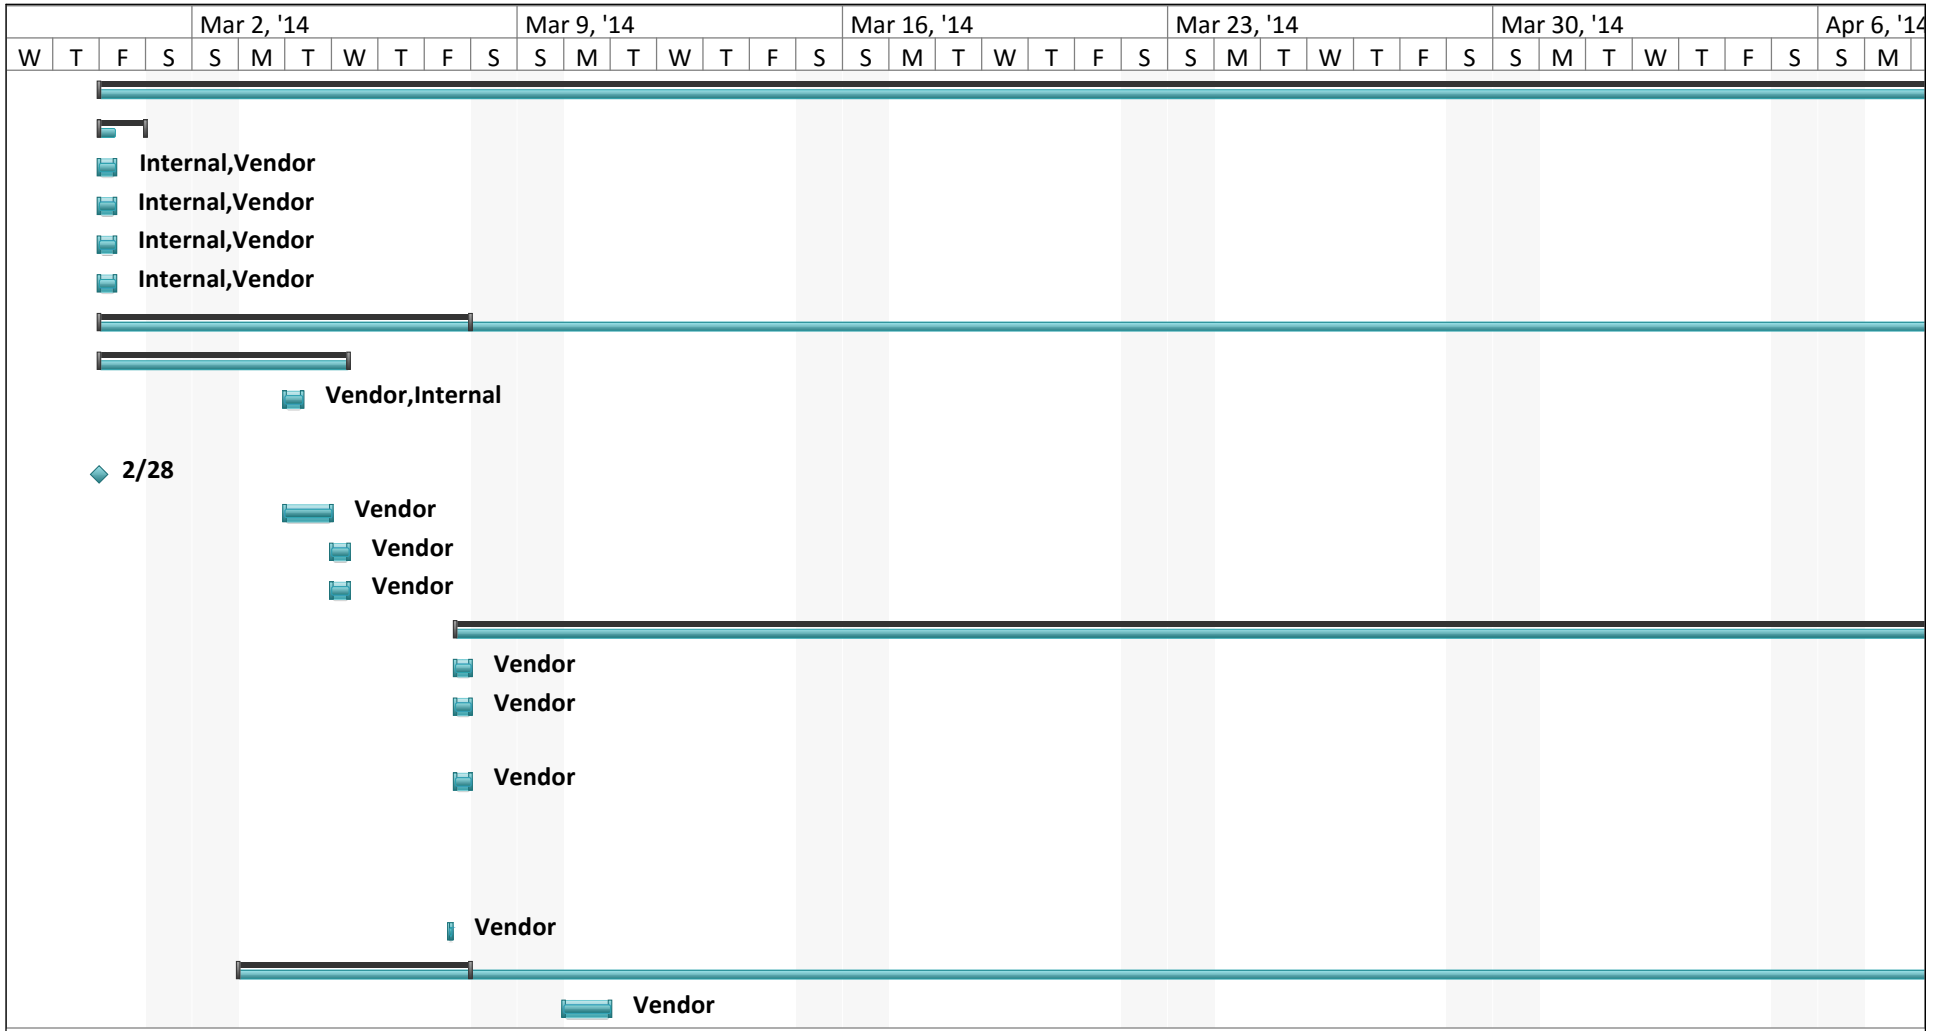 Mar 2, '14 Mar 9, '14 Mar 16, '14 Mar 23, '14 Mar 30, '14 Apr 6, '14
W T F S S M T W T F S S M T W T F S S M T W T F S S M T W T F S S M T W T F S S M
Internal,Vendor
Internal,Vendor
Internal,Vendor
Internal,Vendor
Vendor,Internal
2/28
Vendor
Vendor
Vendor
Vendor
Vendor
Vendor
Vendor
Vendor